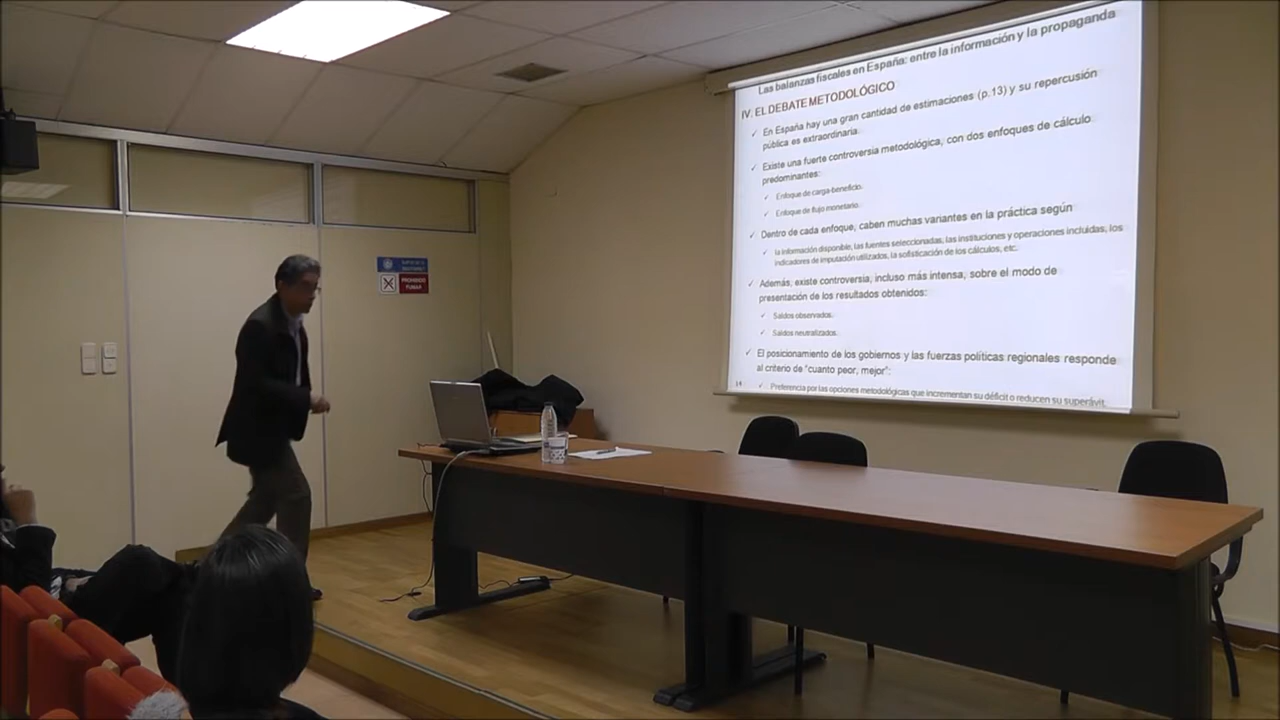 Las balanzas fiscales en España: entre la información y la propaganda
IV. EL DEBATE METODOLÓGICO
✓ En España hay una gran cantidad de estimaciones (p.13) y su repercusión
pública es extraordinaria.
✓ Existe una fuerte controversia metodológica, con dos enfoques de cálculo
predominantes:
✓ Enfoque de carga-beneficio.
✓ Enfoque de flujo monetario.
✓ Dentro de cada enfoque, caben muchas variantes en la práctica según
✓ la información disponible, las fuentes seleccionadas, las instituciones y operaciones incluidas, los
indicadores de imputación utilizados, la sofisticación de los cálculos, etc.
✓ Además, existe controversia, incluso más intensa, sobre el modo de
presentación de los resultados obtenidos:
✓ Saldos observados.
✓ Saldos neutralizados.
✓ El posicionamiento de los gobiernos y las fuerzas políticas regionales responde
al criterio de "cuanto peor, mejor":
✓ Preferencia por las opciones metodológicas que incrementan su déficit o reducen su superávit.
14
PROHIBIDO
FUMAR